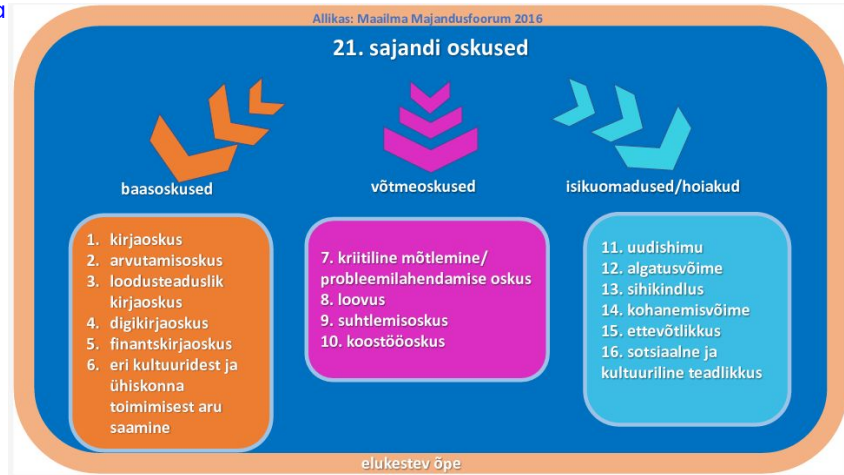 a
Allikas: Maailma Majandusfoorum 2016
21. sajandi oskused
baasoskused
1. kirjaoskus
2. arvutamisoskus
3. loodusteaduslik
kirjaoskus
4. digikirjaoskus
5. finantskirjaoskus
6. eri kultuuridest ja
ühiskonna
toimimisest aru
saamine
võtmeoskused
7. kriitiline mõtlemine/
probleemilahendamise oskus
8. loovus
9. suhtlemisoskus
10. koostööoskus
isikuomadused/hoiakud
11. uudishimu
12. algatusvõime
13. sihikindlus
14. kohanemisvõime
15. ettevõtlikkus
16. sotsiaalne ja
kultuuriline teadlikkus
elukestev õpe